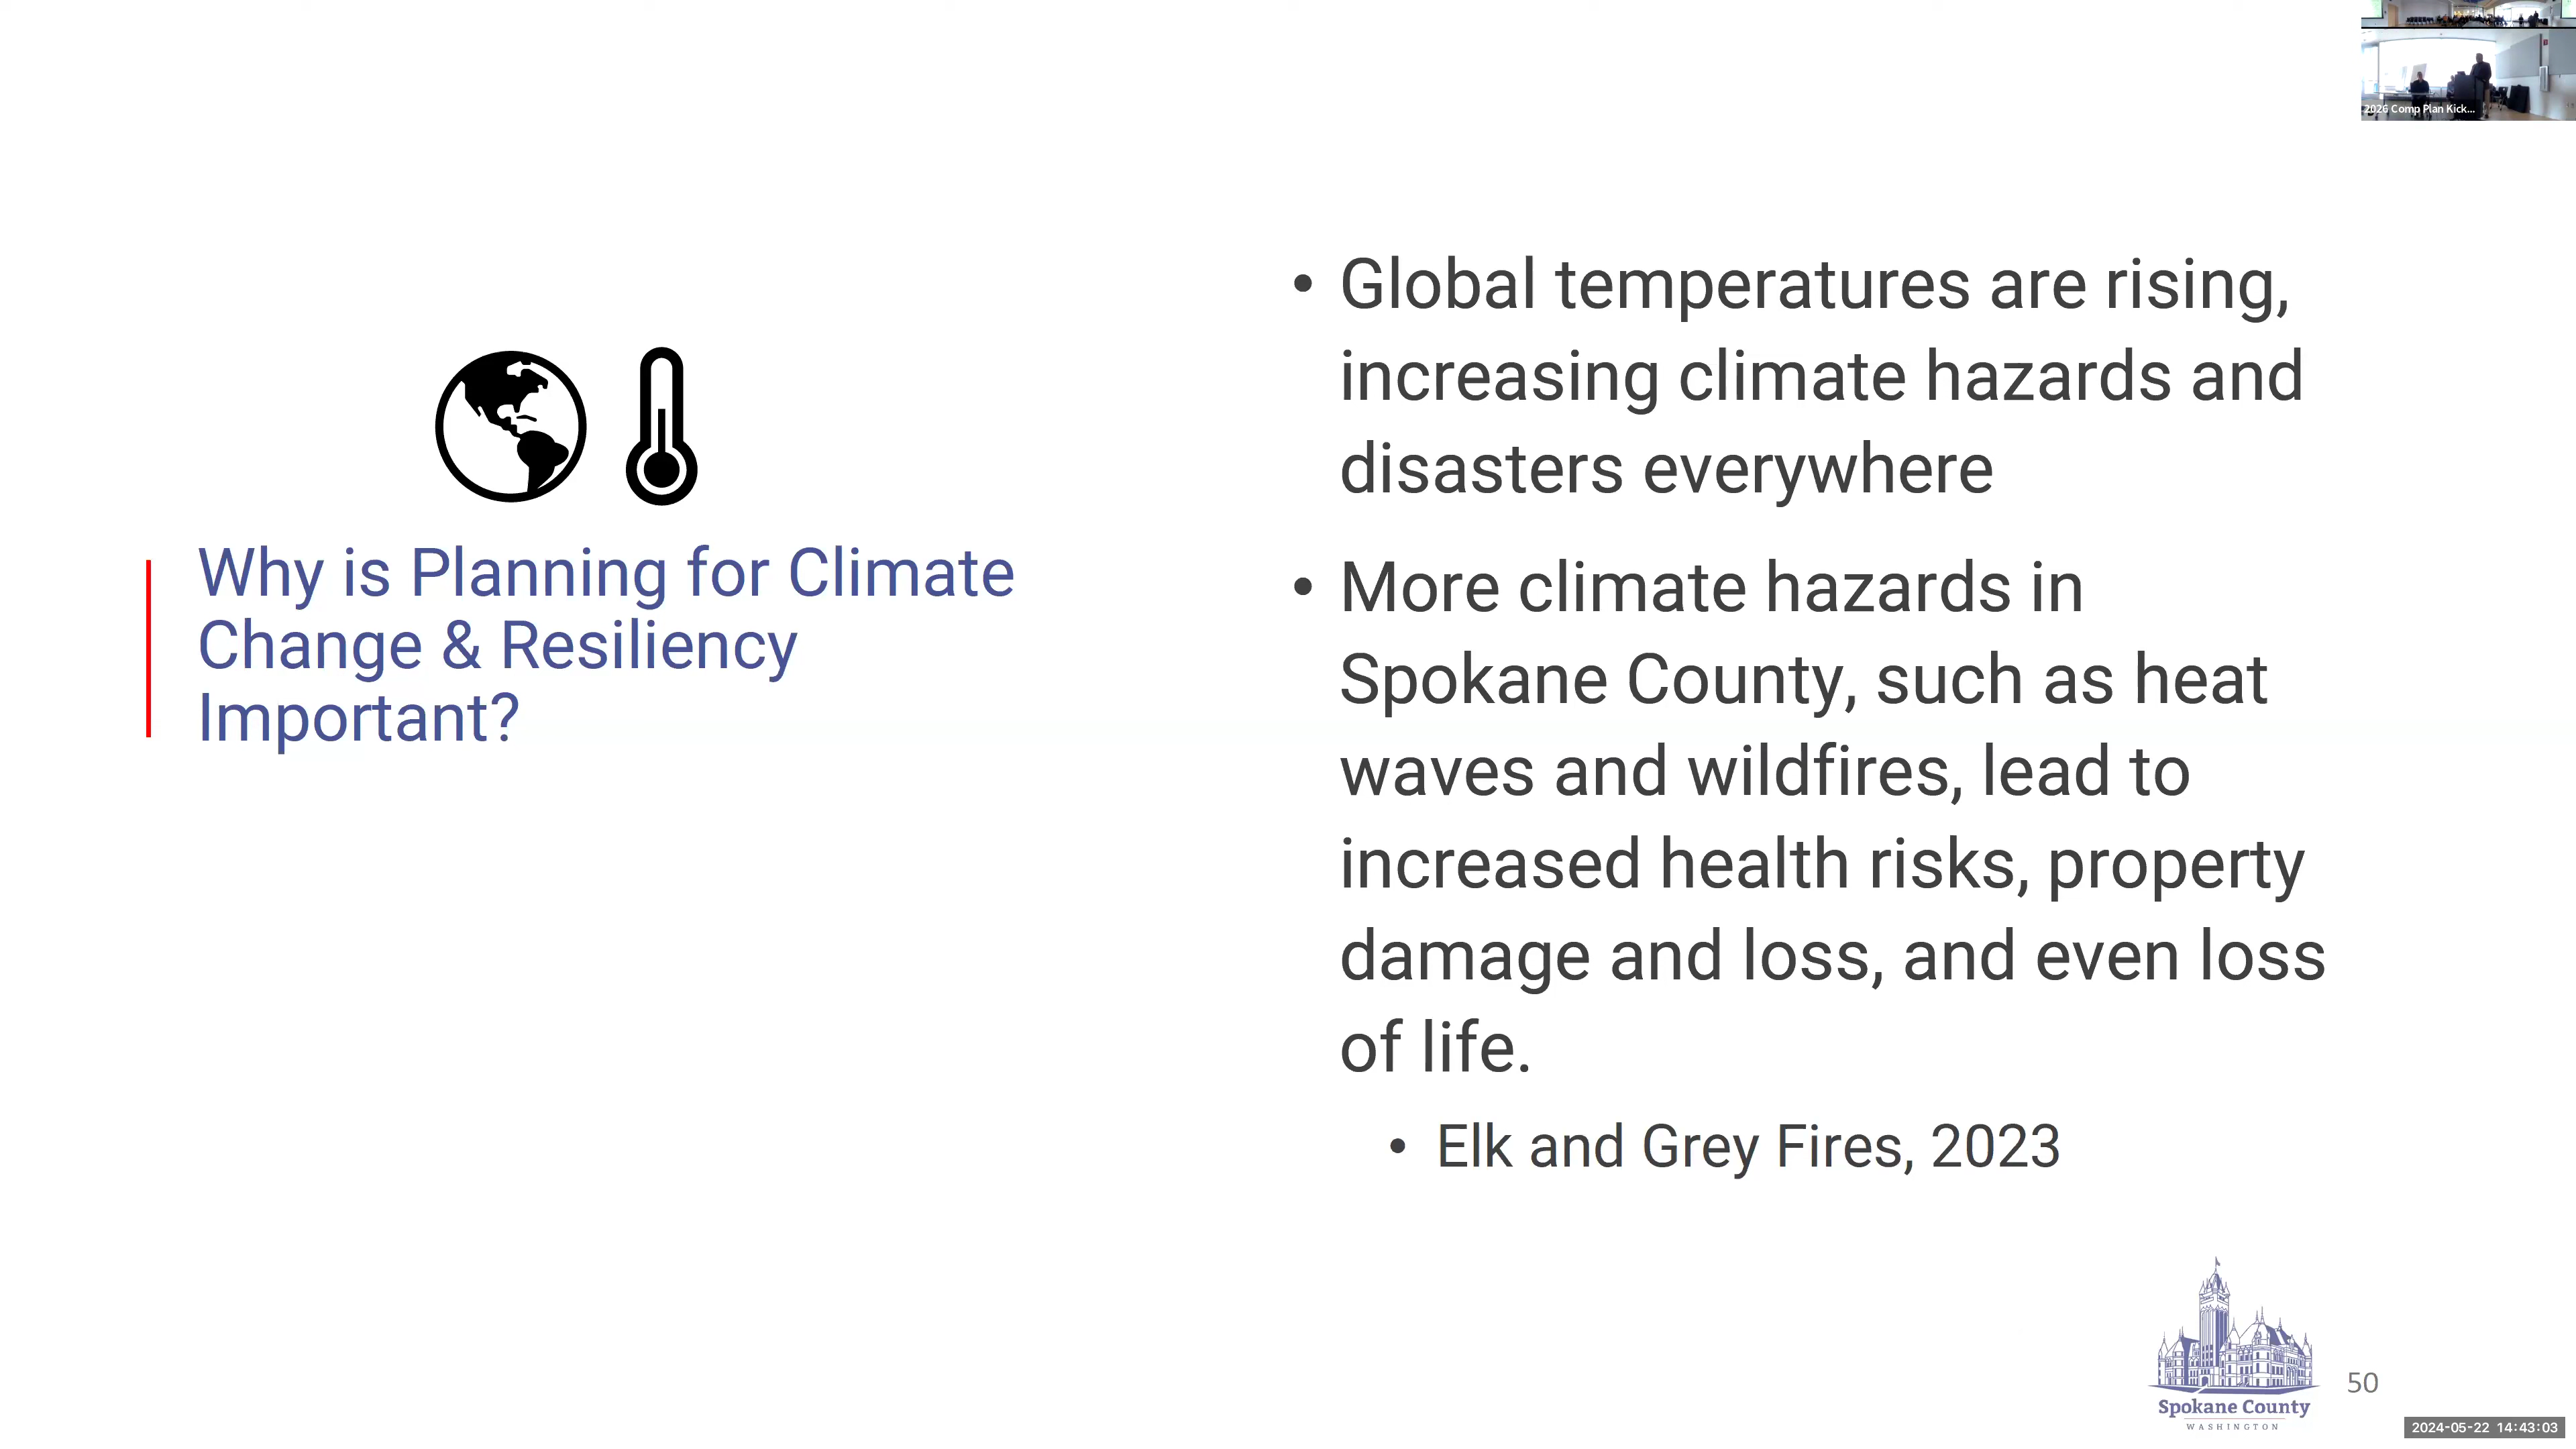 2026 Comp Plan Kick...
Why is Planning for Climate
Change & Resiliency
Important?
• Global temperatures are rising,
increasing climate hazards and
disasters everywhere
• More climate hazards in
Spokane County, such as heat
waves and wildfires, lead to
increased health risks, property
damage and loss, and even loss
of life.
• Elk and Grey Fires, 2023
Spokane County
WASHINGTON
50
2024-05-22 14:43:03